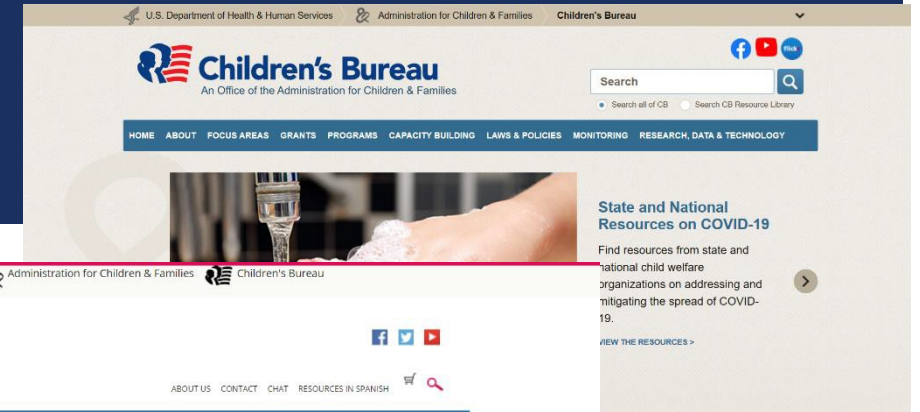 U.S. Department of Health & Human Services Administration for Children & Families Children's Bureau
Children's Bureau
An Office of the Administration for Children & Families
flickr
Search
Search all of CB Search CB Resource Library
HOME ABOUT FOCUS AREAS GRANTS PROGRAMS CAPACITY BUILDING LAWS & POLICIES MONITORING RESEARCH, DATA & TECHNOLOGY
State and National
Resources on COVID-19
Find resources from state and
national child welfare
organizations on addressing and
mitigating the spread of COVID-
19.
VIEW THE RESOURCES >
Administration for Children & Families Children's Bureau
ABOUT US CONTACT CHAT RESOURCES IN SPANISH